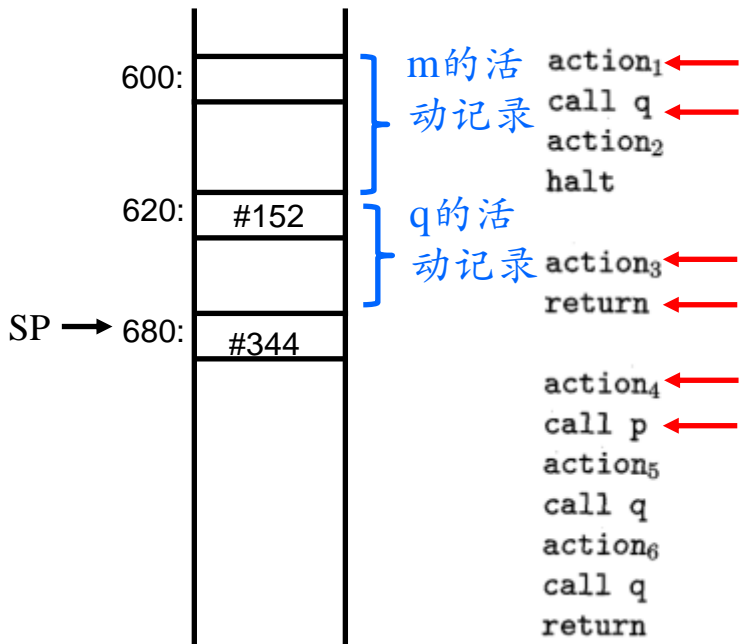 600:
m的活
动记录
620:
#152
q的活
动记录
SP
680:
#344
action₁
call q
action₂
halt
action₃
return
action₄
call p
action₅
call q
action₆
call q
return